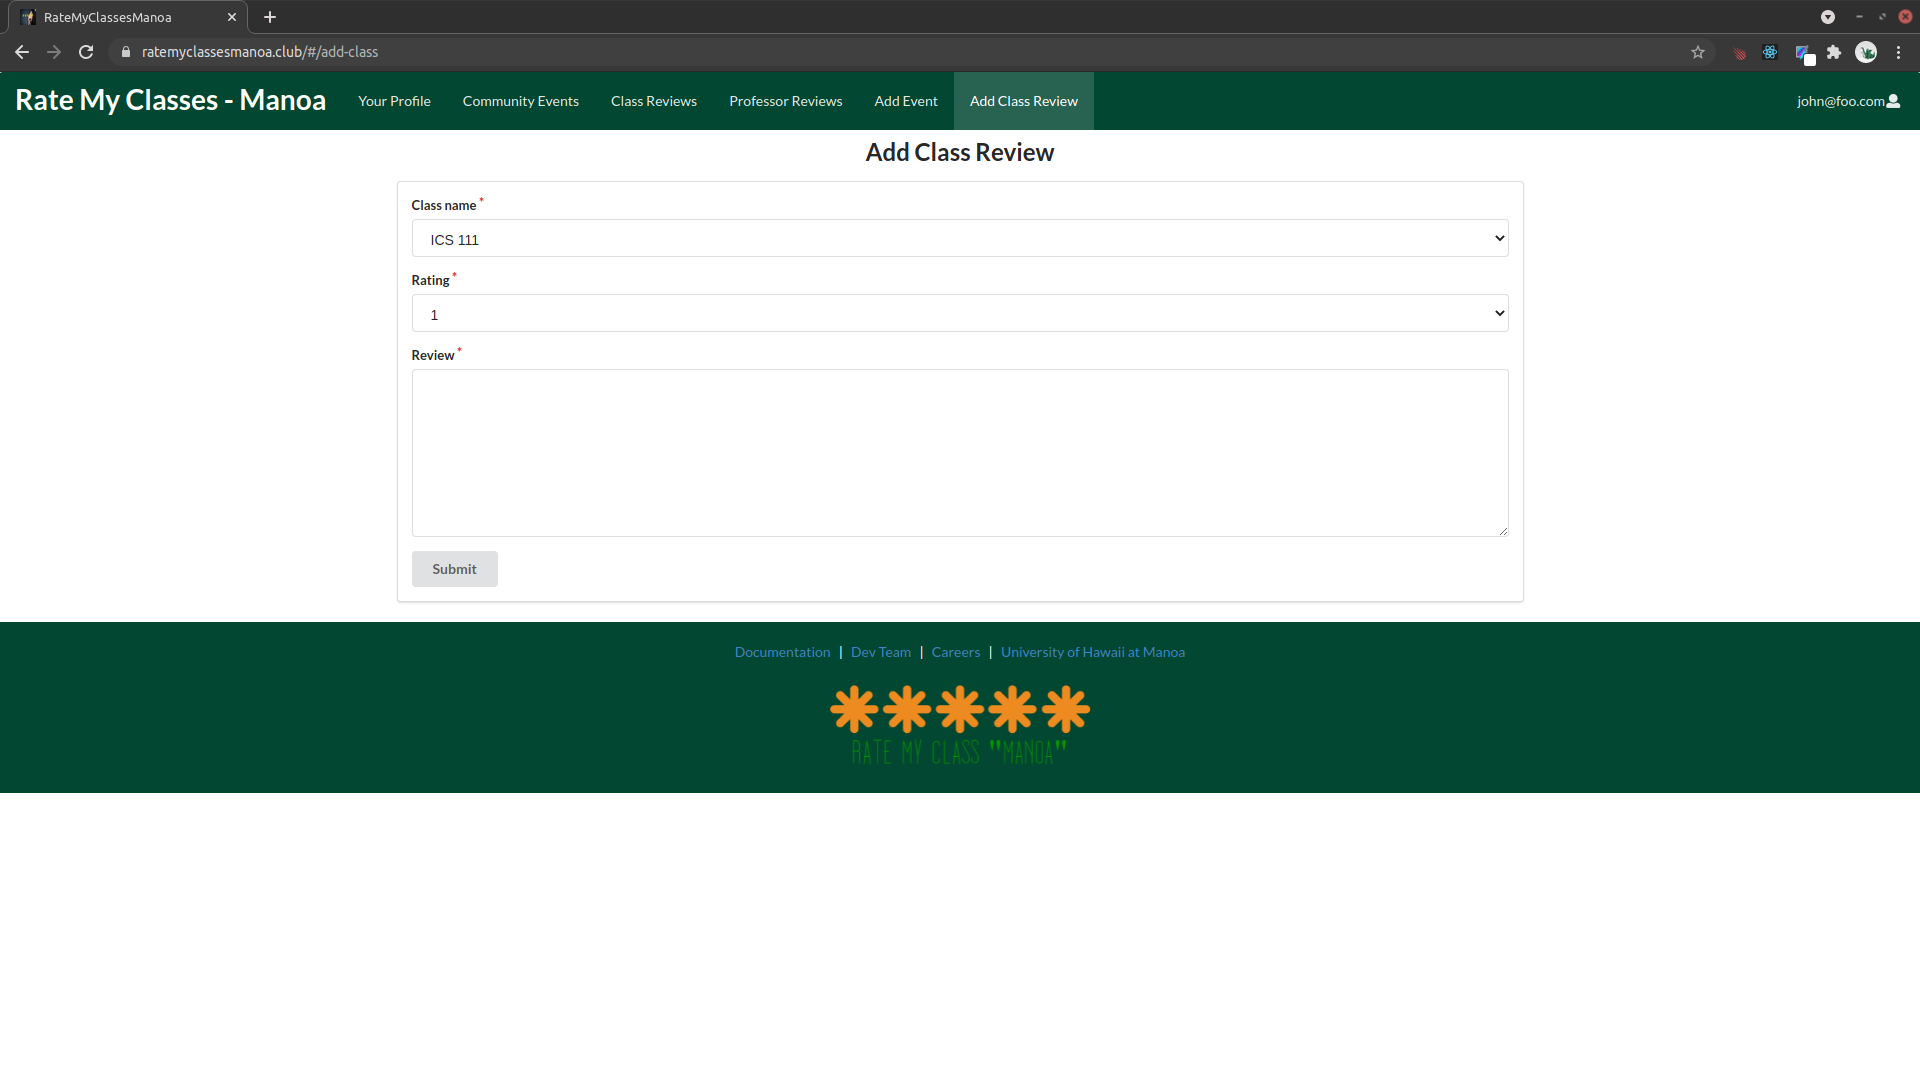 RateMyClassesManoa
ratemyclassesmanoa.club/#/add-class
Rate My Classes - Manoa Your Profile Community Events Class Reviews Professor Reviews Add Event Add Class Review john@foo.com
Add Class Review
Class name *
ICS 111
Rating *
1
Review *
Submit
Documentation | Dev Team | Careers | University of Hawaii at Manoa
RATE MY CLASS "MANOA"